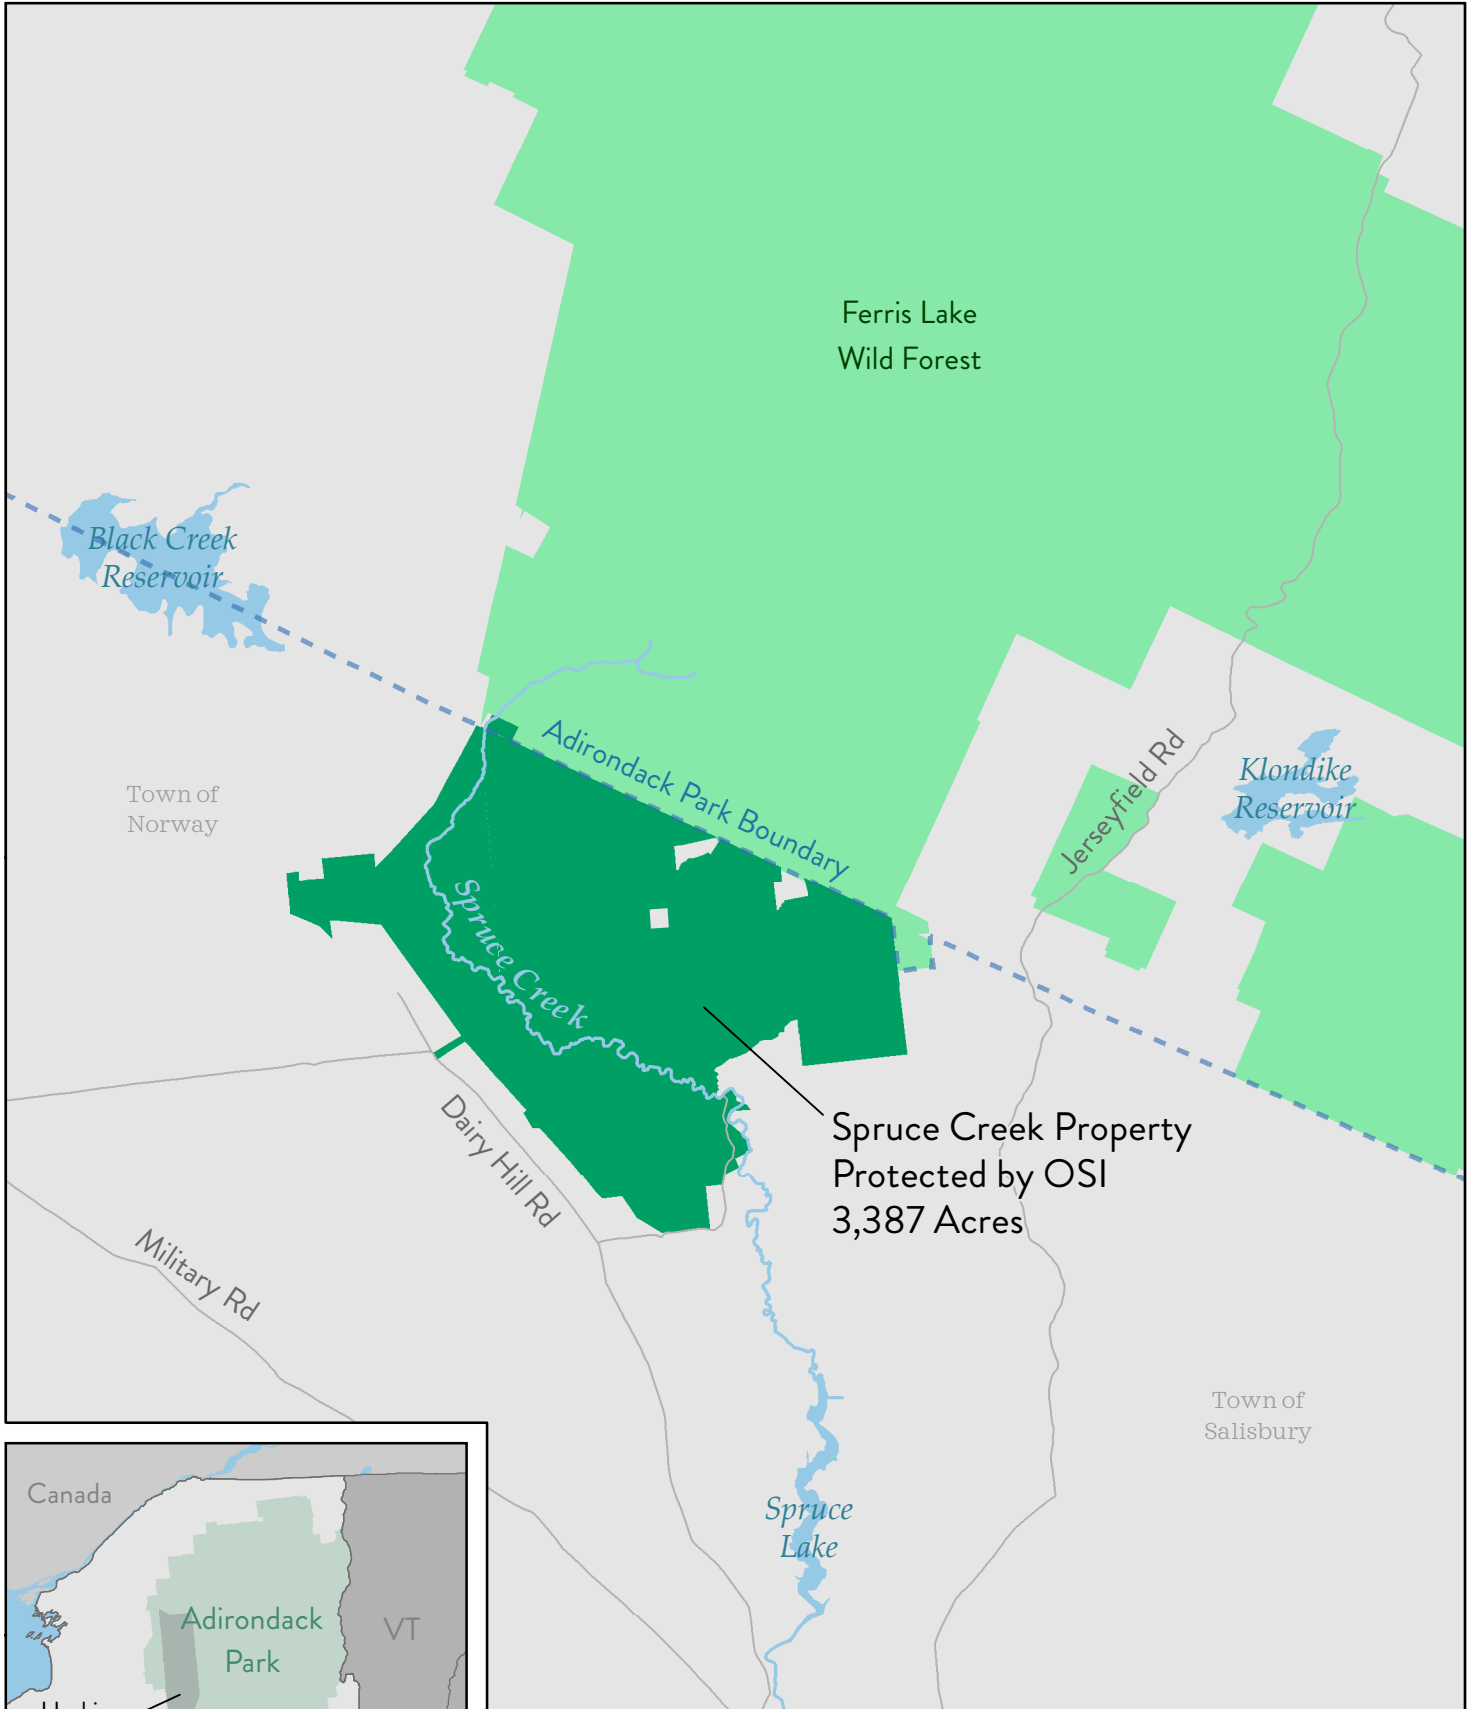 Ferris Lake
Wild Forest
Black Creek
Reservoir
Adirondack Park Boundary
Jerseyfield Rd
Klondike
Reservoir
Town of
Norway
Spruce Creek
Spruce Creek Property
Protected by OSI
3,387 Acres
Dairy Hill Rd
Military Rd
Town of
Salisbury
Spruce
Lake
Canada
Adirondack
Park
VT